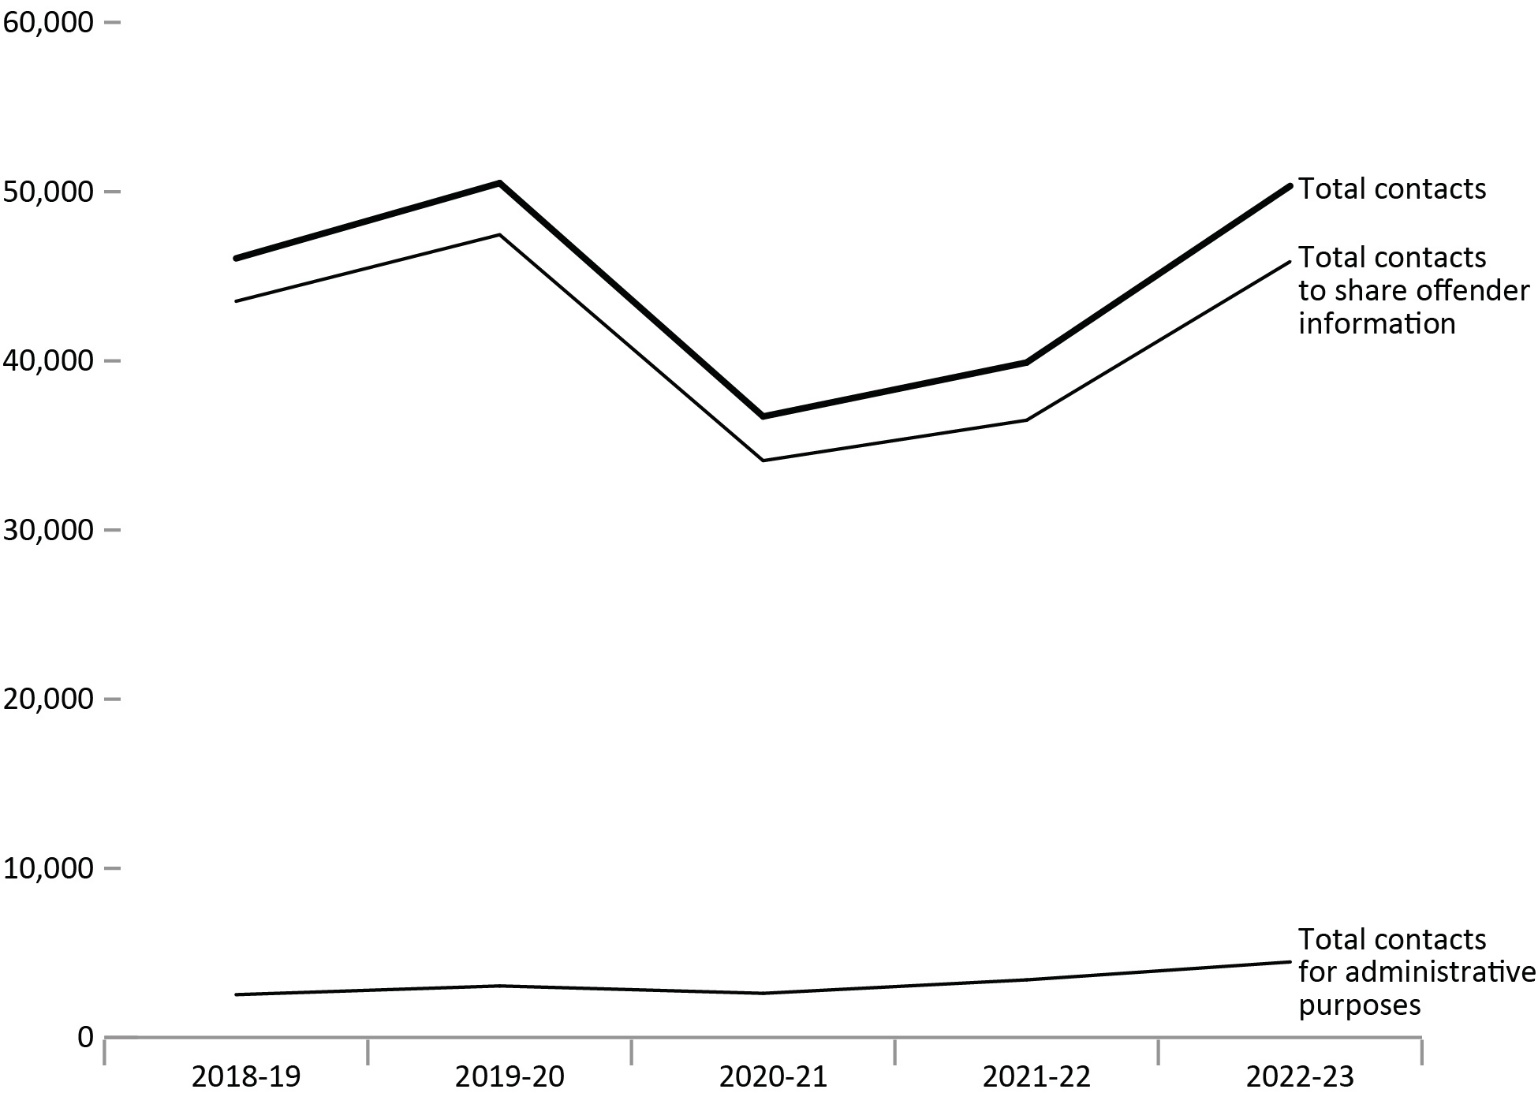 60,000
50,000
Total contacts
Total contacts
to share offender
information
40,000
30,000
20,000
10,000
Total contacts
for administrative
purposes
0
2018-19
2019-20
2020-21
2021-22
2022-23